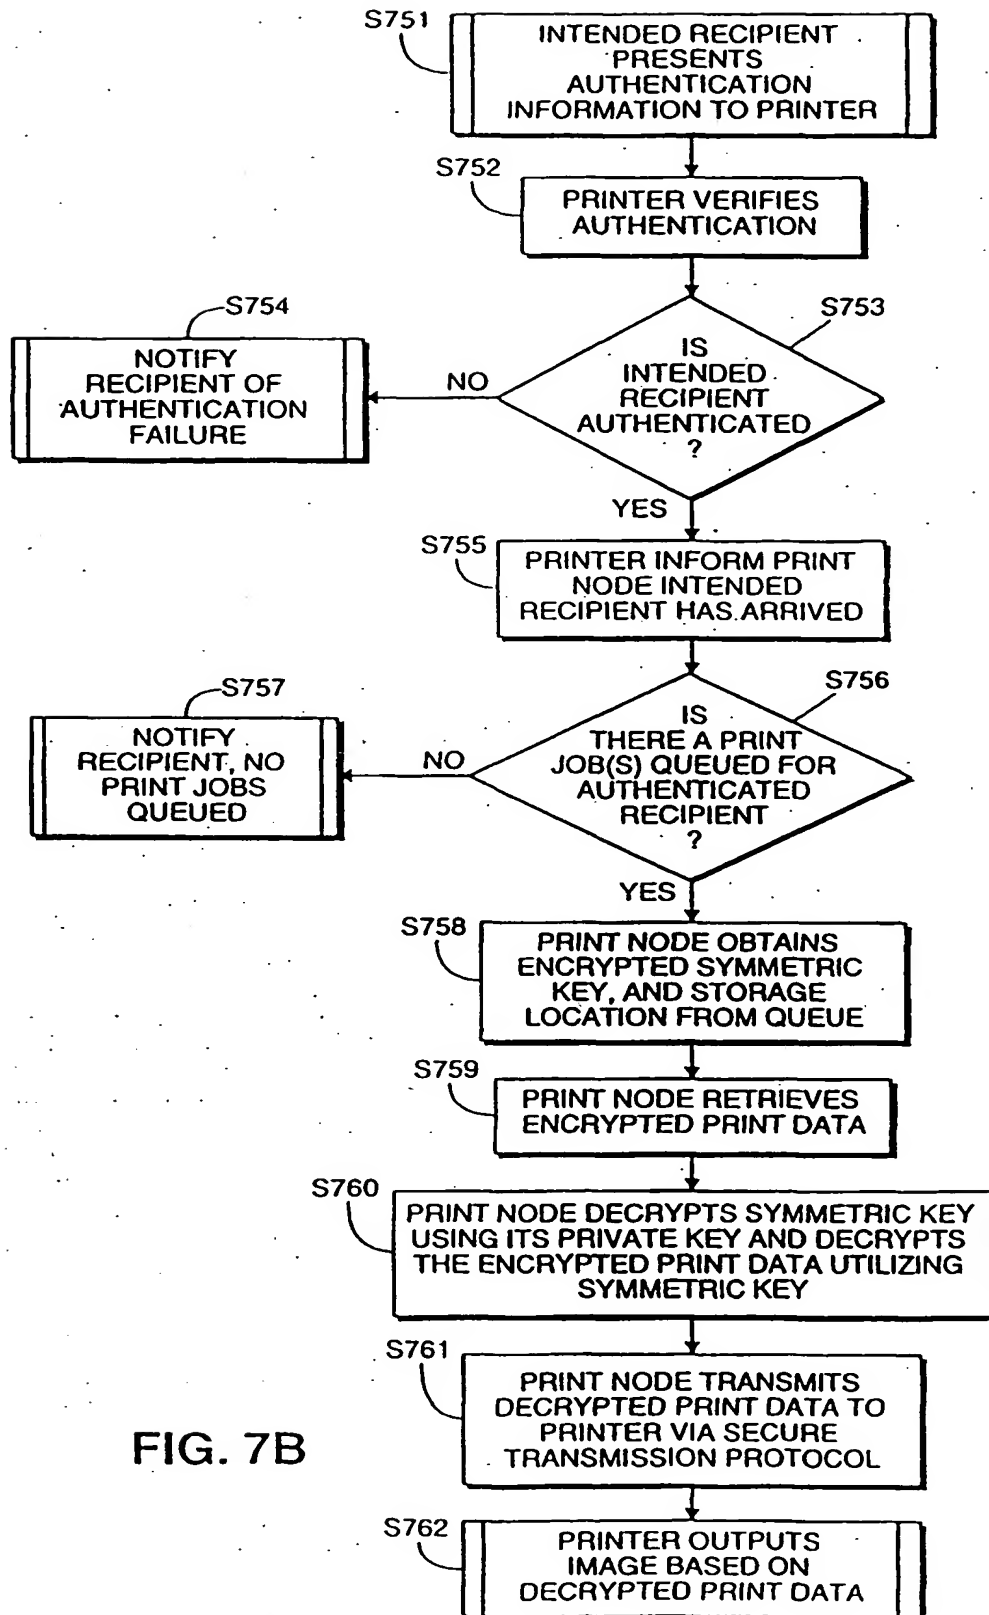 S751
INTENDED RECIPIENT
PRESENTS
AUTHENTICATION
INFORMATION TO PRINTER
S752
PRINTER VERIFIES
AUTHENTICATION
S753
IS
INTENDED
RECIPIENT
AUTHENTICATED
?
NO
S754
NOTIFY
RECIPIENT OF
AUTHENTICATION
FAILURE
YES
S755
PRINTER INFORM PRINT
NODE INTENDED
RECIPIENT HAS ARRIVED
S756
IS
THERE A PRINT
JOB(S) QUEUED FOR
AUTHENTICATED
RECIPIENT
?
NO
S757
NOTIFY
RECIPIENT, NO
PRINT JOBS
QUEUED
YES
S758
PRINT NODE OBTAINS
ENCRYPTED SYMMETRIC
KEY, AND STORAGE
LOCATION FROM QUEUE
S759
PRINT NODE RETRIEVES
ENCRYPTED PRINT DATA
S760
PRINT NODE DECRYPTS SYMMETRIC KEY
USING ITS PRIVATE KEY AND DECRYPTS
THE ENCRYPTED PRINT DATA UTILIZING
SYMMETRIC KEY
S761
PRINT NODE TRANSMITS
DECRYPTED PRINT DATA TO
PRINTER VIA SECURE
TRANSMISSION PROTOCOL
FIG. 7B
S762
PRINTER OUTPUTS
IMAGE BASED ON
DECRYPTED PRINT DATA